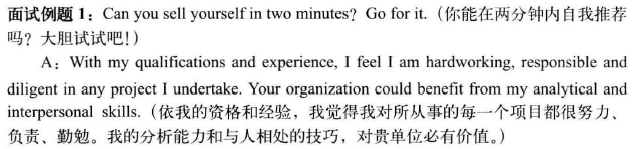 面试例题 1：Can you sell yourself in two minutes? Go for it.（你能在两分钟内自我推荐
吗？大胆试试吧！）
A：With my qualifications and experience, I feel I am hardworking, responsible and
diligent in any project I undertake. Your organization could benefit from my analytical and
interpersonal skills.（依我的资格和经验，我觉得我对所从事的每一个项目都很努力、
负责、勤勉。我的分析能力和与人相处的技巧，对贵单位必有价值。）